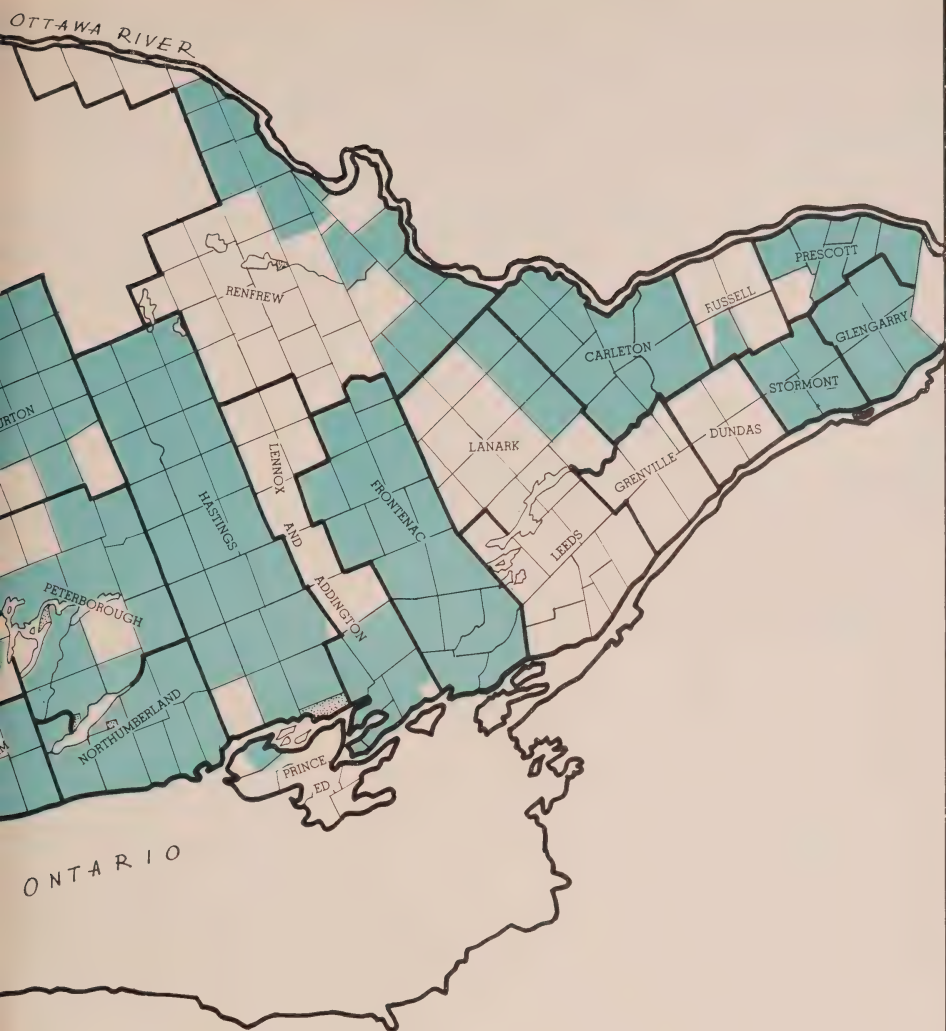 OTTAWA RIVER
PRESCOTT
RENFREW
RUSSELL
GLENGARRY
CARLETON
STORMONT
URTON
DUNDAS
LANARK
LENNOX
AND
ADDINGTON
GRENVILLE
FRONTENAC
HASTINGS
LEEDS
PETERBOROUGH
NORTHUMBERLAND
M
PRINCE
ED
ONTARIO